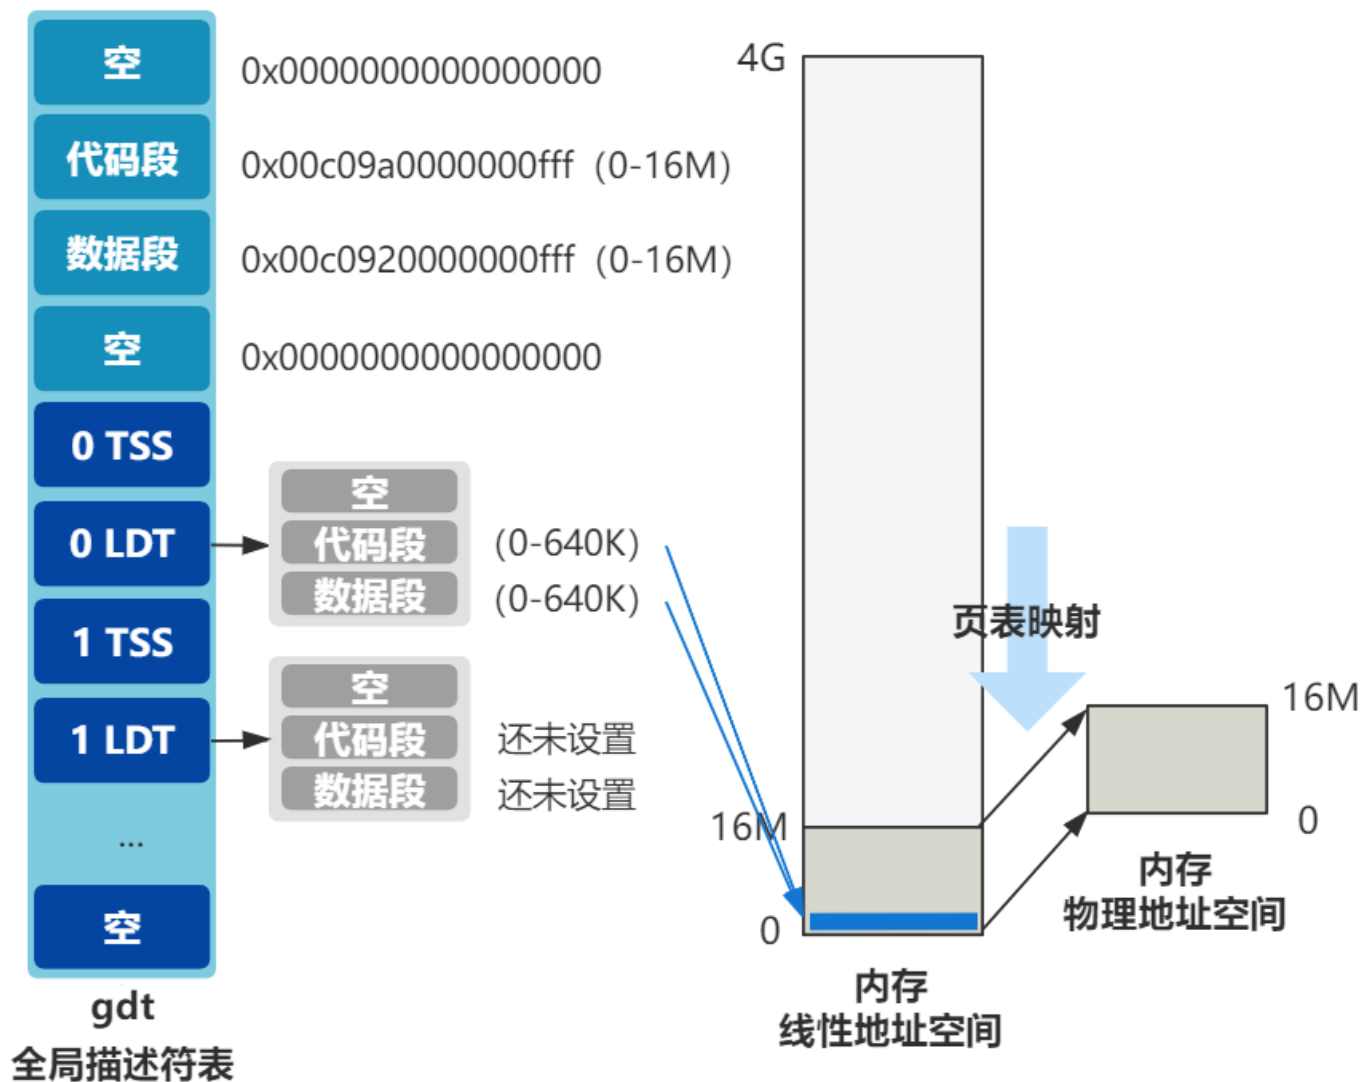 空
0x0000000000000000
代码段
0x00c09a0000000fff（0-16M）
数据段
0x00c0920000000fff（0-16M）
空
0x0000000000000000
0 TSS
0 LDT
1 TSS
1 LDT
...
空
gdt
全局描述符表
空
代码段
（0-640K）
数据段
（0-640K）
空
代码段
还未设置
数据段
还未设置
4G
16M
0
内存
线性地址空间
页表映射
16M
0
内存
物理地址空间